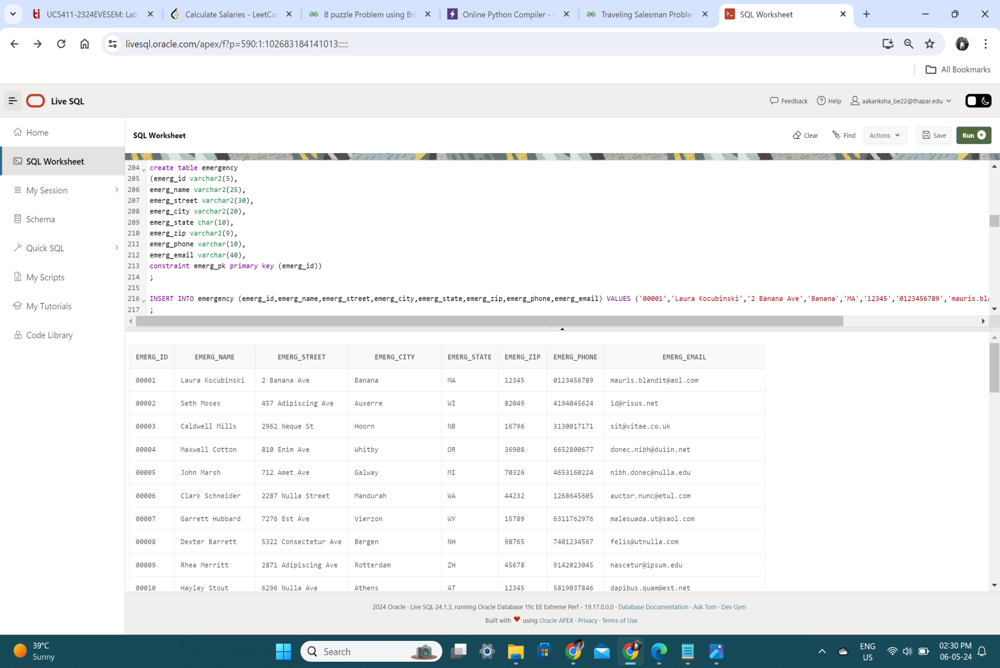 UCS411-2324EVESEM: Lab
Calculate Salaries - LeetCo
8 puzzle Problem using Bra
Online Python Compiler -
Traveling Salesman Probler
SQL Worksheet
livesql.oracle.com/apex/f?p=590:1:102683184141013:::::
All Bookmarks
Live SQL
Feedback
Help
aakanksha_be22@thapar.edu
Home
SQL Worksheet
My Session
Schema
Quick SQL
My Scripts
My Tutorials
Code Library
SQL Worksheet
Clear
Find
Actions
Save
Run
204 create table emergency
205 (emerg_id varchar2(5),
206 emerg_name varchar2(25),
207 emerg_street varchar2(30),
208 emerg_city varchar2(20),
209 emerg_state char(10),
210 emerg_zip varchar2(9),
211 emerg_phone varchar(10),
212 emerg_email varchar(40),
213 constraint emerg_pk primary key (emerg_id))
214 ;
215
216 INSERT INTO emergency (emerg_id,emerg_name,emerg_street,emerg_city,emerg_state,emerg_zip,emerg_phone,emerg_email) VALUES ('00001','Laura Kocubinski','2 Banana Ave','Banana','MA','12345','0123456789','mauris.bla
217 ;
EMERG_ID EMERG_NAME EMERG_STREET EMERG_CITY EMERG_STATE EMERG_ZIP EMERG_PHONE EMERG_EMAIL
00001 Laura Kocubinski 2 Banana Ave Banana MA 12345 0123456789 mauris.blandit@aol.com
00002 Seth Moses 457 Adipiscing Ave Auxerre WI 82049 4194045624 id@risus.net
00003 Caldwell Mills 2962 Neque St Hoorn NB 16796 3130017171 sit@vitae.co.uk
00004 Maxwell Cotton 810 Enim Ave Whitby OR 36908 6652800677 donec.nibh@duiin.net
00005 John Marsh 712 Amet Ave Galway MI 70326 4653160224 nibh.donec@nulla.edu
00006 Clark Schneider 2287 Nulla Street Mandurah WA 44232 1268645605 auctor.nunc@etul.com
00007 Garrett Hubbard 7276 Est Ave Vierzon WY 15789 6311762976 malesuada.ut@saol.com
00008 Dexter Barrett 5322 Consectetur Ave Bergen NH 98765 7401234567 felis@utnulla.com
00009 Rhea Merritt 2871 Adipiscing Ave Rotterdam ZH 45678 9142023045 nascetur@ipsum.edu
00010 Hayley Stout 6296 Nulla Ave Athens AT 12345 5819037846 dapibus.quam@est.net
2024 Oracle · Live SQL 24.1.3, running Oracle Database 19c EE Extreme Perf - 19.17.0.0.0 · Database Documentation · Ask Tom · Dev Gym
Built with ♥ using Oracle APEX · Privacy · Terms of Use
39°C
Sunny
Search
ENG
US
02:30 PM
06-05-24